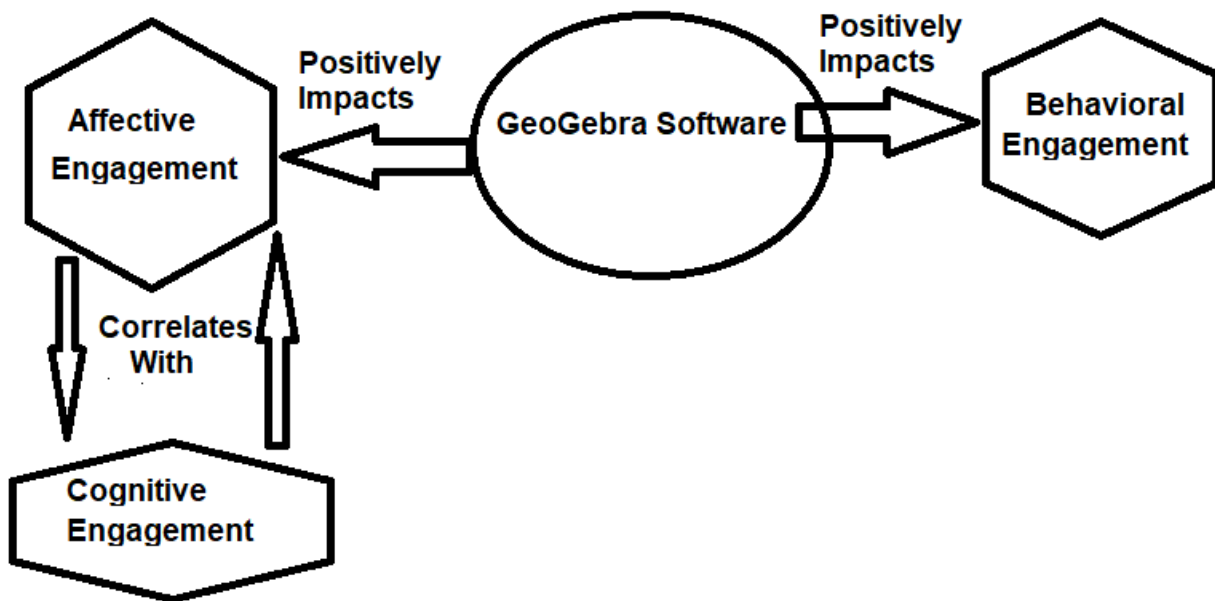 Affective
Engagement
Positively
Impacts
GeoGebra Software
Positively
Impacts
Behavioral
Engagement
Correlates
With
Cognitive
Engagement